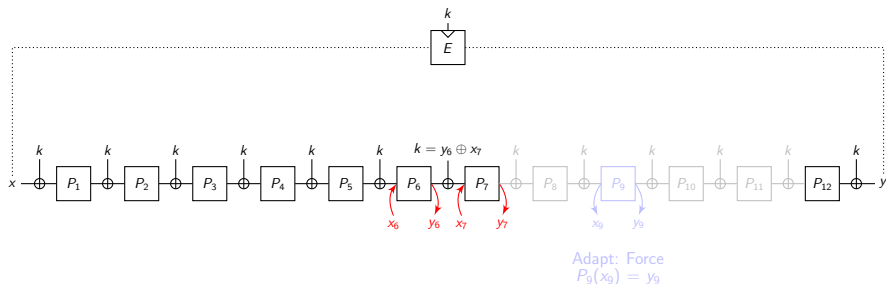 k
E
k k k k k k k = y₆ ⊕ x₇ k k k k k
x P₁ P₂ P₃ P₄ P₅ P₆ P₇ P₈ P₉ P₁₀ P₁₁ P₁₂ y
x₆ y₆ x₇ y₇ x₉ y₉
Adapt: Force
P₉(x₉) = y₉